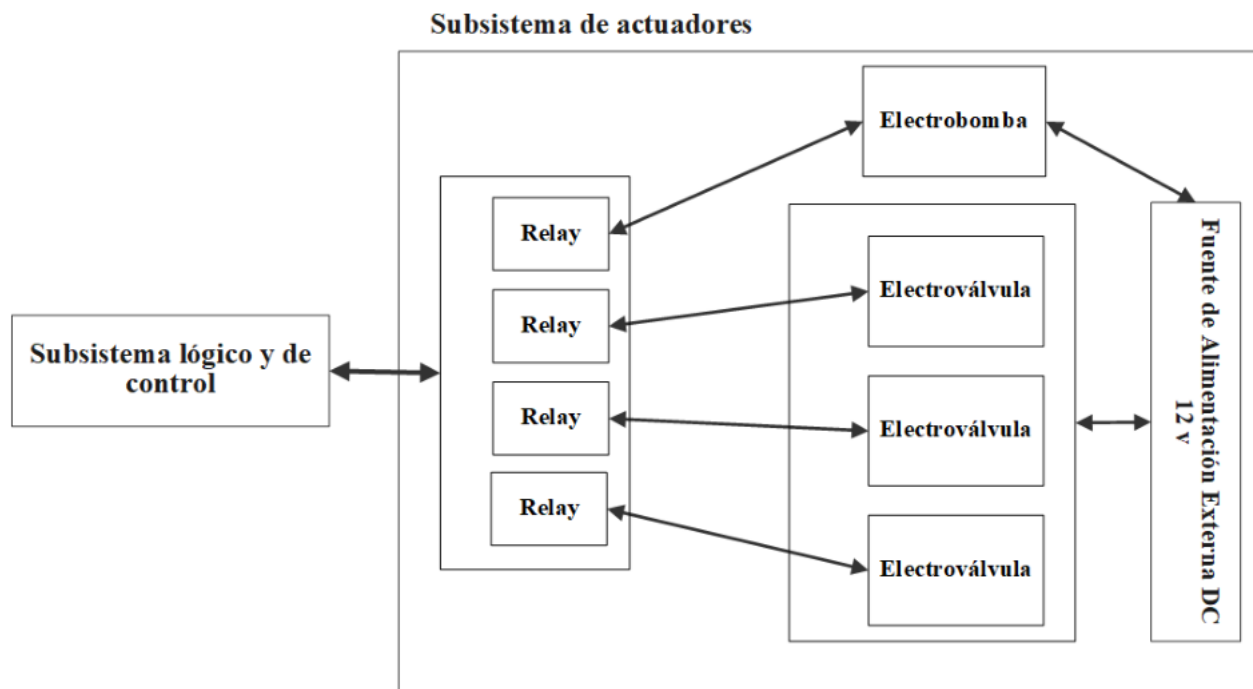 Subsistema de actuadores
Electrobomba
Relay
Electroválvula
Relay
Subsistema lógico y de
control
Relay
Electroválvula
Relay
Electroválvula
Fuente de Alimentación Externa DC
12 v